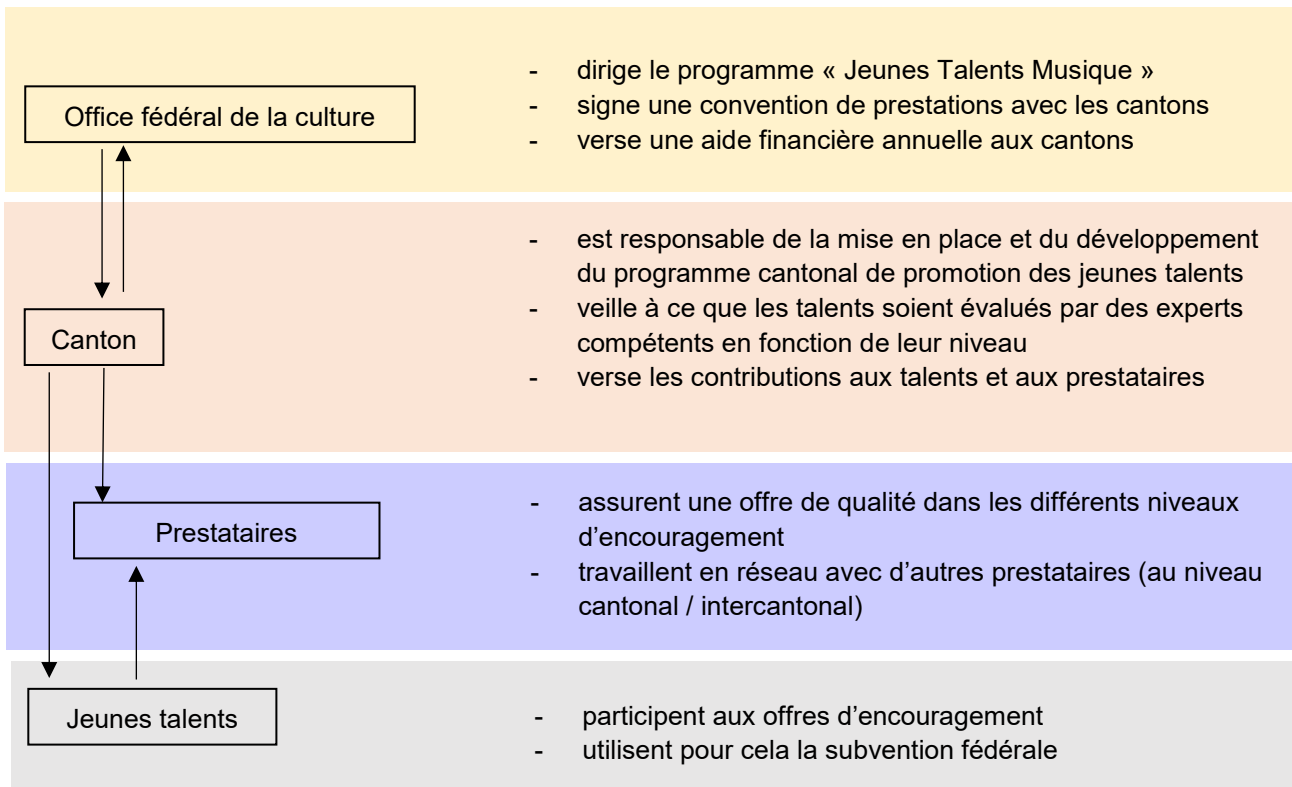 Office fédéral de la culture
- dirige le programme « Jeunes Talents Musique »
- signe une convention de prestations avec les cantons
- verse une aide financière annuelle aux cantons
Canton
- est responsable de la mise en place et du développement
du programme cantonal de promotion des jeunes talents
- veille à ce que les talents soient évalués par des experts
compétents en fonction de leur niveau
- verse les contributions aux talents et aux prestataires
Prestataires
- assurent une offre de qualité dans les différents niveaux
d’encouragement
- travaillent en réseau avec d’autres prestataires (au niveau
cantonal / intercantonal)
Jeunes talents
- participent aux offres d’encouragement
- utilisent pour cela la subvention fédérale